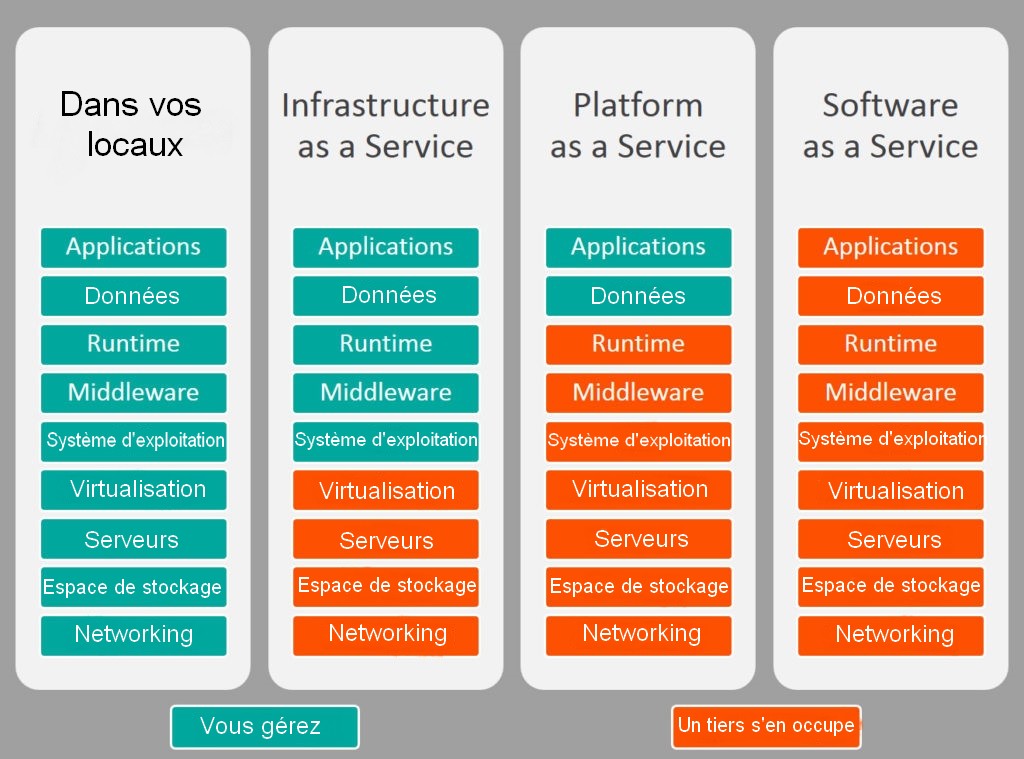 Dans vos
locaux
Applications
Données
Runtime
Middleware
Système d'exploitation
Virtualisation
Serveurs
Espace de stockage
Networking
Infrastructure
as a Service
Applications
Données
Runtime
Middleware
Système d'exploitation
Virtualisation
Serveurs
Espace de stockage
Networking
Platform
as a Service
Applications
Données
Runtime
Middleware
Système d'exploitation
Virtualisation
Serveurs
Espace de stockage
Networking
Software
as a Service
Applications
Données
Runtime
Middleware
Système d'exploitation
Virtualisation
Serveurs
Espace de stockage
Networking
Vous gérez
Un tiers s'en occupe